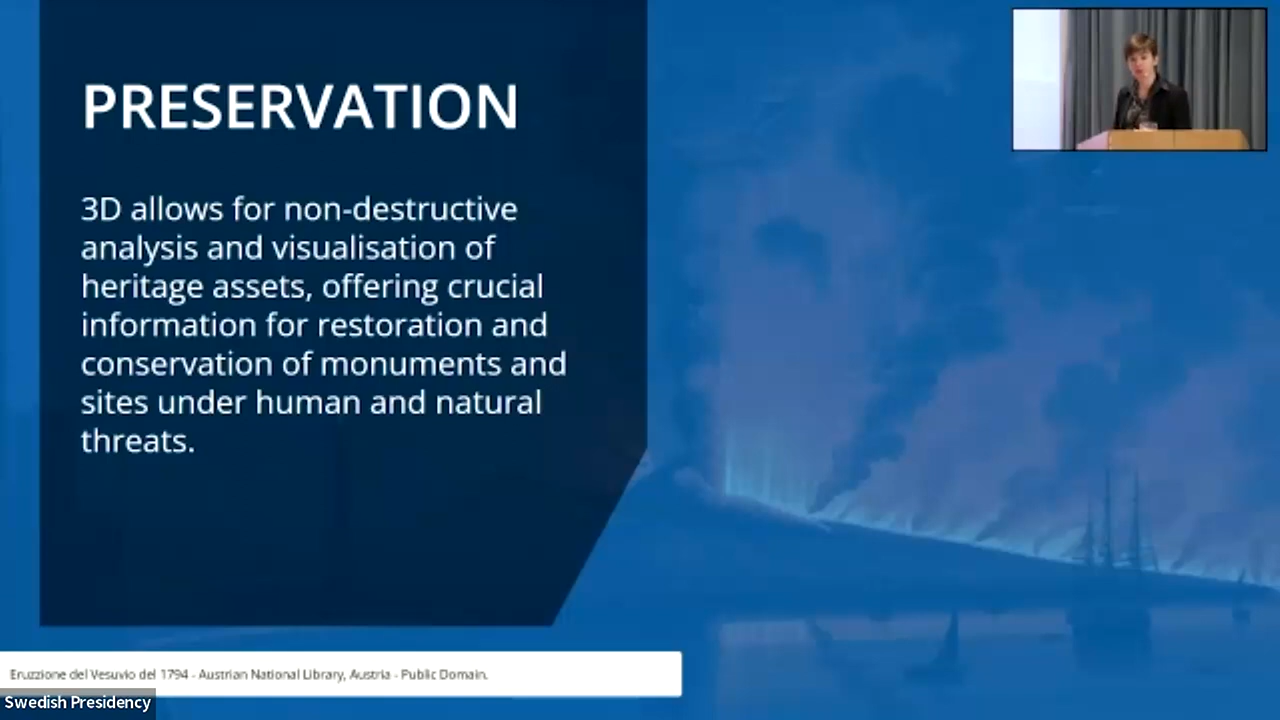 PRESERVATION
3D allows for non-destructive
analysis and visualisation of
heritage assets, offering crucial
information for restoration and
conservation of monuments and
sites under human and natural
threats.
Eruzzione del Vesuvio del 1794 - Austrian National Library, Austria - Public Domain.
Swedish Presidency